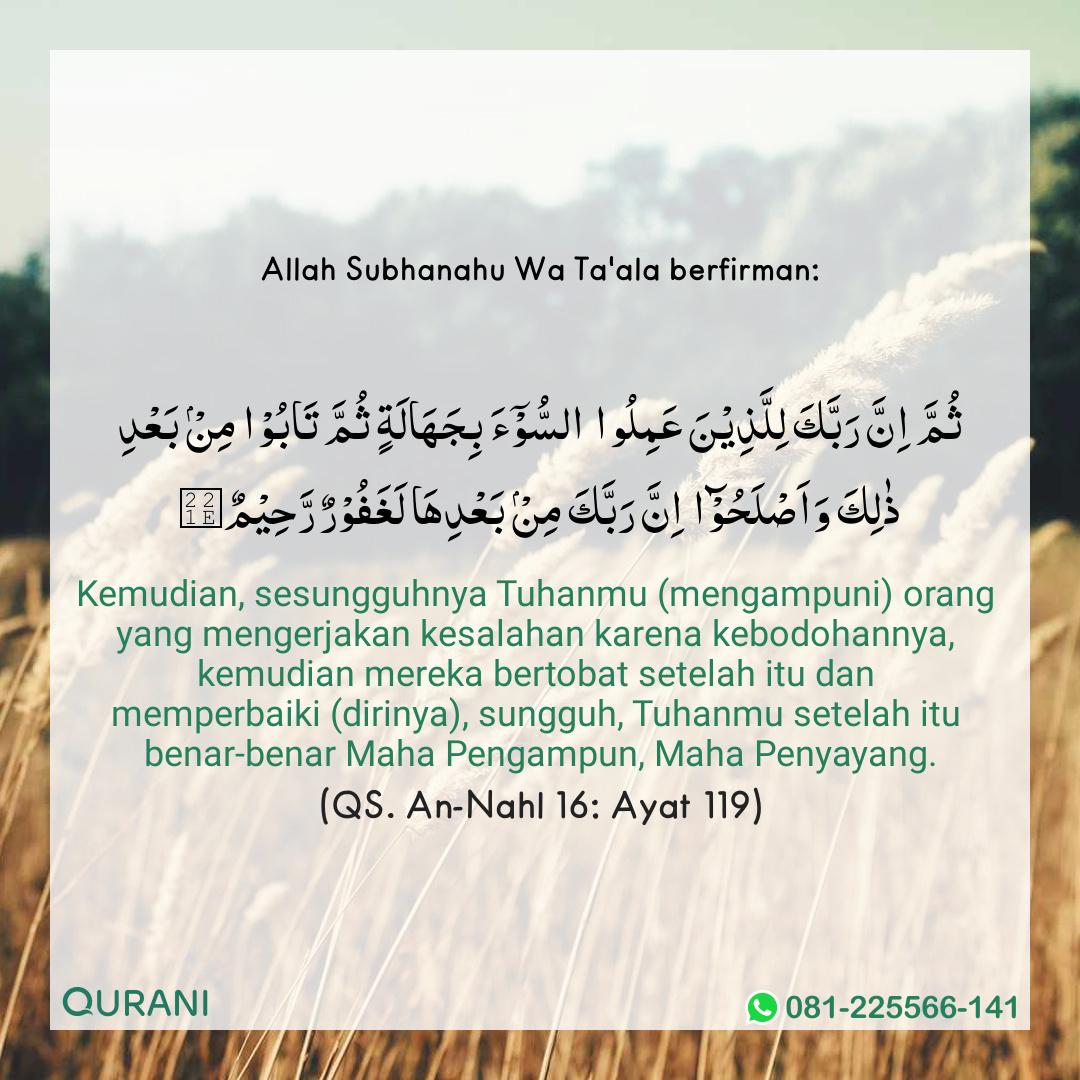 Allah Subhanahu Wa Ta'ala berfirman:
ثُمَّ اِنَّ رَبَّكَ لِلَّذِيْنَ عَمِلُوا السُّوْۤءَ بِجَهَالَةٍ ثُمَّ تَابُوْا مِنْۢ بَعْدِ
ذٰلِكَ وَاَصْلَحُوْٓا اِنَّ رَبَّكَ مِنْۢ بَعْدِهَا لَغَفُوْرٌ رَّحِيْمٌ ∞
Kemudian, sesungguhnya Tuhanmu (mengampuni) orang
yang mengerjakan kesalahan karena kebodohannya,
kemudian mereka bertobat setelah itu dan
memperbaiki (dirinya), sungguh, Tuhanmu setelah itu
benar-benar Maha Pengampun, Maha Penyayang.
(QS. An-Nahl 16: Ayat 119)
QURANI
081-225566-141